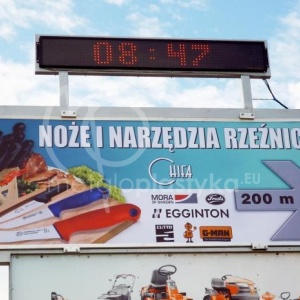 08:47
NOŻE I NARZĘDZIA RZEŹNIC
CHIFA
MORA
EGGINTON
G-MAN
200 m